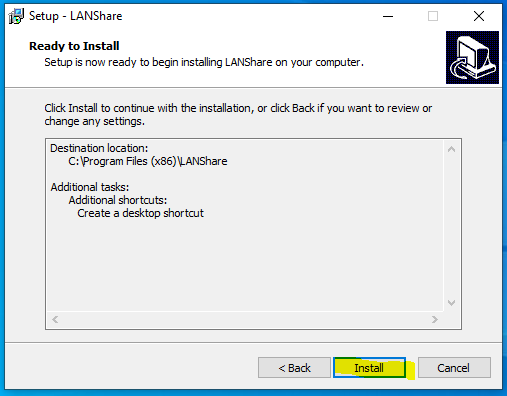 Setup - LANShare
Ready to Install
Setup is now ready to begin installing LANShare on your computer.
Click Install to continue with the installation, or click Back if you want to review or
change any settings.
Destination location:
C:\Program Files (x86)\LANShare
Additional tasks:
Additional shortcuts:
Create a desktop shortcut
< Back
Install
Cancel